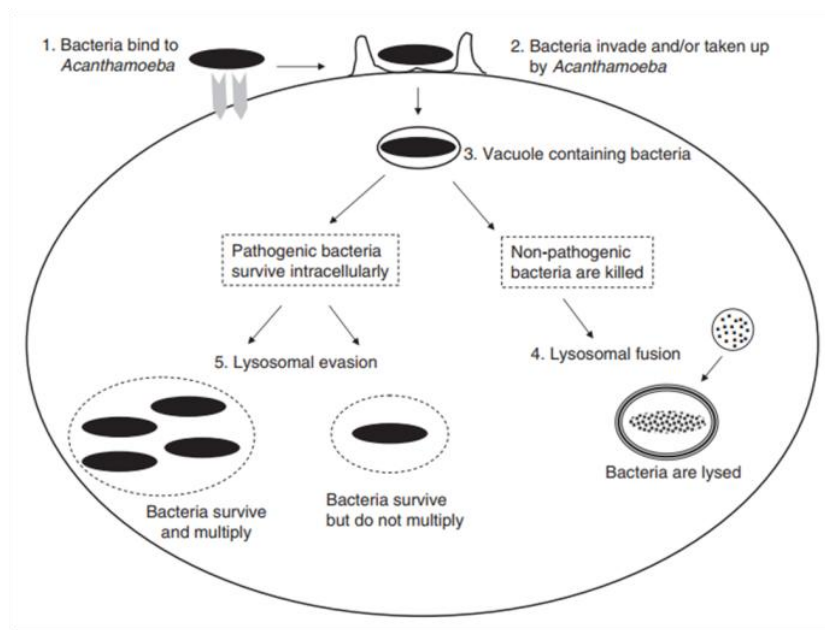 1. Bacteria bind to
Acanthamoeba
2. Bacteria invade and/or taken up
by Acanthamoeba
3. Vacuole containing bacteria
Pathogenic bacteria
survive intracellularly
Non-pathogenic
bacteria are killed
5. Lysosomal evasion
4. Lysosomal fusion
Bacteria survive
and multiply
Bacteria survive
but do not multiply
Bacteria are lysed